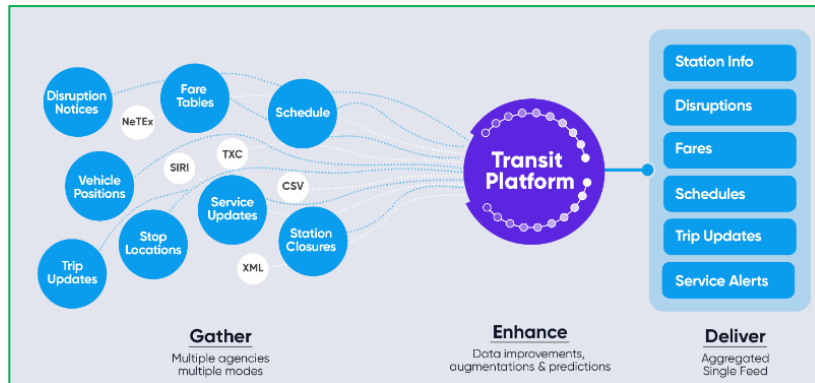 Disruption
Notices
Fare
Tables
Schedule
NeTEx
TXC
SIRI
CSV
Vehicle
Positions
Service
Updates
Stop
Locations
Station
Closures
Trip
Updates
XML
Transit
Platform
Station Info
Disruptions
Fares
Schedules
Trip Updates
Service Alerts
Gather
Multiple agencies
multiple modes
Enhance
Data improvements,
augmentations & predictions
Deliver
Aggregated
Single Feed